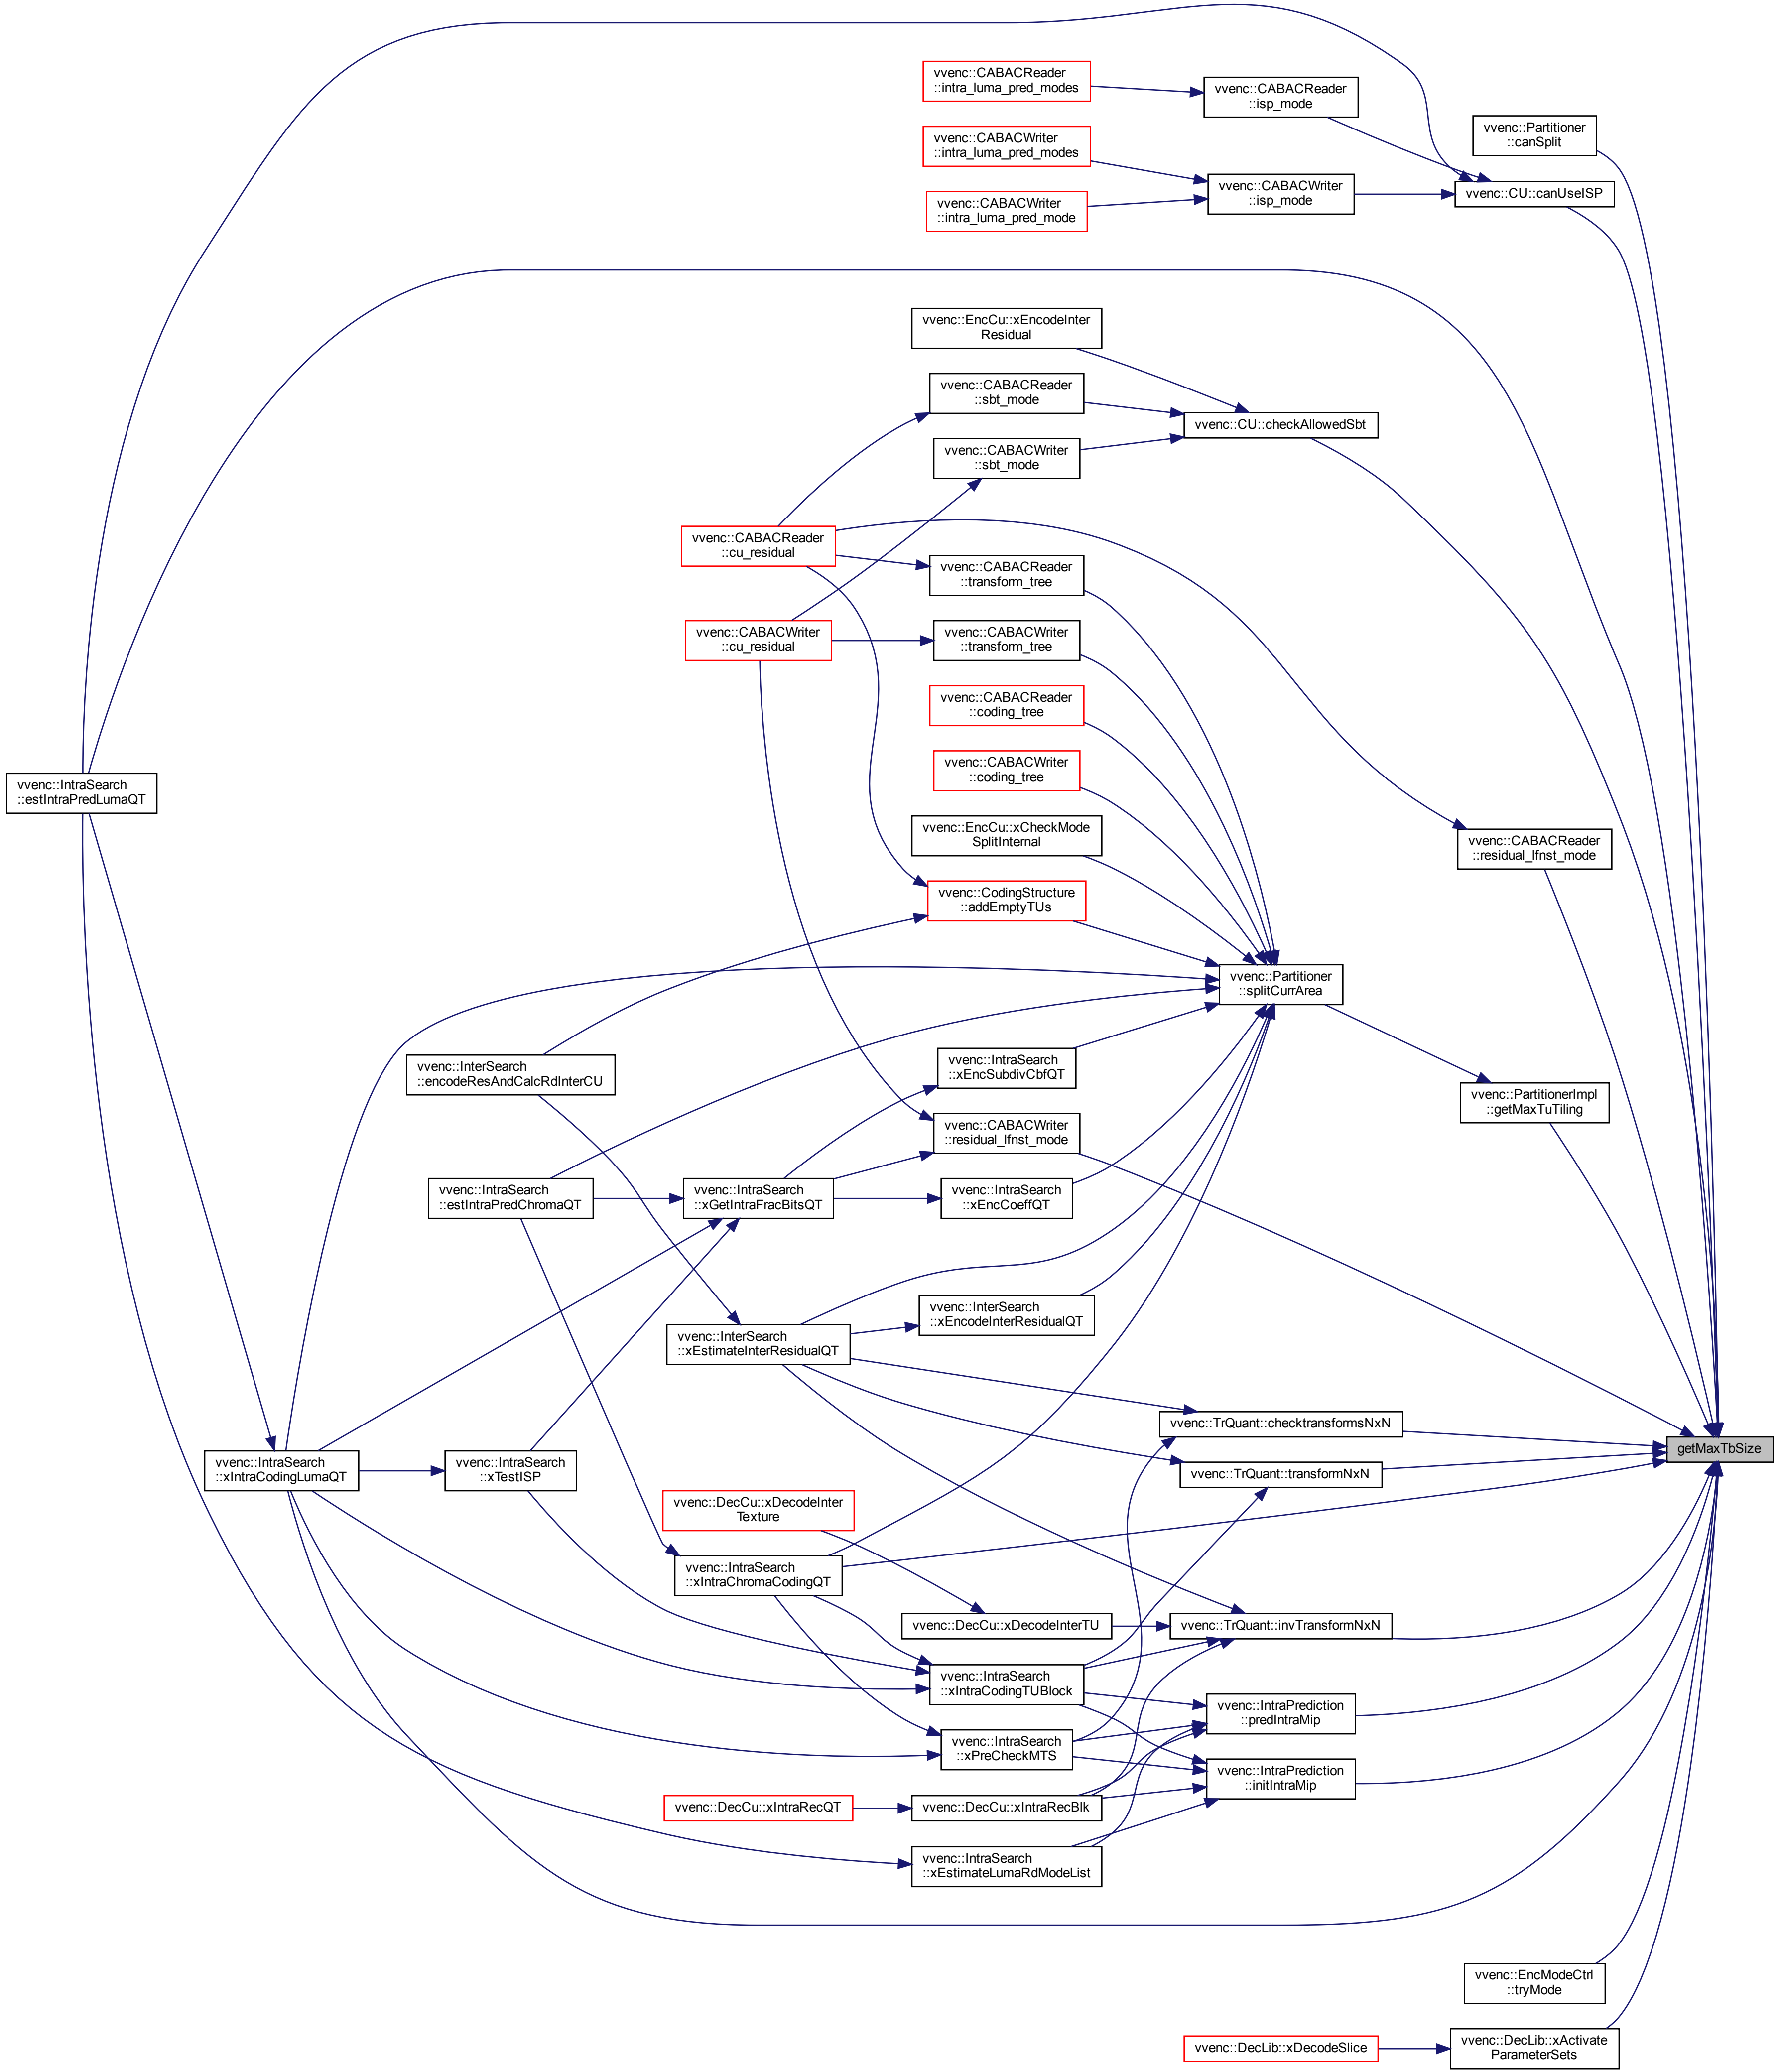 vvenc::CABACReader
::intra_luma_pred_modes
vvenc::CABACReader
::isp_mode
vvenc::Partitioner
::canSplit
vvenc::CABACWriter
::intra_luma_pred_modes
vvenc::CABACWriter
::isp_mode
vvenc::CU::canUseISP
vvenc::CABACWriter
::intra_luma_pred_mode
vvenc::EncCu::xEncodeInter
Residual
vvenc::CABACReader
::sbt_mode
vvenc::CU::checkAllowedSbt
vvenc::CABACWriter
::sbt_mode
vvenc::CABACReader
::cu_residual
vvenc::CABACReader
::transform_tree
vvenc::CABACWriter
::cu_residual
vvenc::CABACWriter
::transform_tree
vvenc::CABACReader
::coding_tree
vvenc::CABACWriter
::coding_tree
vvenc::IntraSearch
::estIntraPredLumaQT
vvenc::EncCu::xCheckMode
SplitInternal
vvenc::CABACReader
::residual_lfnst_mode
vvenc::CodingStructure
::addEmptyTUs
vvenc::Partitioner
::splitCurrArea
vvenc::InterSearch
::encodeResAndCalcRdInterCU
vvenc::IntraSearch
::xEncSubdivCbfQT
vvenc::PartitionerImpl
::getMaxTuTiling
vvenc::CABACWriter
::residual_lfnst_mode
vvenc::IntraSearch
::estIntraPredChromaQT
vvenc::IntraSearch
::xGetIntraFracBitsQT
vvenc::IntraSearch
::xEncCoeffQT
vvenc::InterSearch
::xEncodeInterResidualQT
vvenc::InterSearch
::xEstimateInterResidualQT
vvenc::TrQuant::checktransformsNxN
getMaxTbSize
vvenc::IntraSearch
::xIntraCodingLumaQT
vvenc::IntraSearch
::xTestISP
vvenc::TrQuant::transformNxN
vvenc::DecCu::xDecodeInter
Texture
vvenc::IntraSearch
::xIntraChromaCodingQT
vvenc::DecCu::xDecodeInterTU
vvenc::TrQuant::invTransformNxN
vvenc::IntraSearch
::xIntraCodingTUBlock
vvenc::IntraPrediction
::predIntraMip
vvenc::IntraSearch
::xPreCheckMTS
vvenc::IntraPrediction
::initIntraMip
vvenc::DecCu::xIntraRecQT
vvenc::DecCu::xIntraRecBlk
vvenc::IntraSearch
::xEstimateLumaRdModeList
vvenc::EncModeCtrl
::tryMode
vvenc::DecLib::xDecodeSlice
vvenc::DecLib::xActivate
ParameterSets